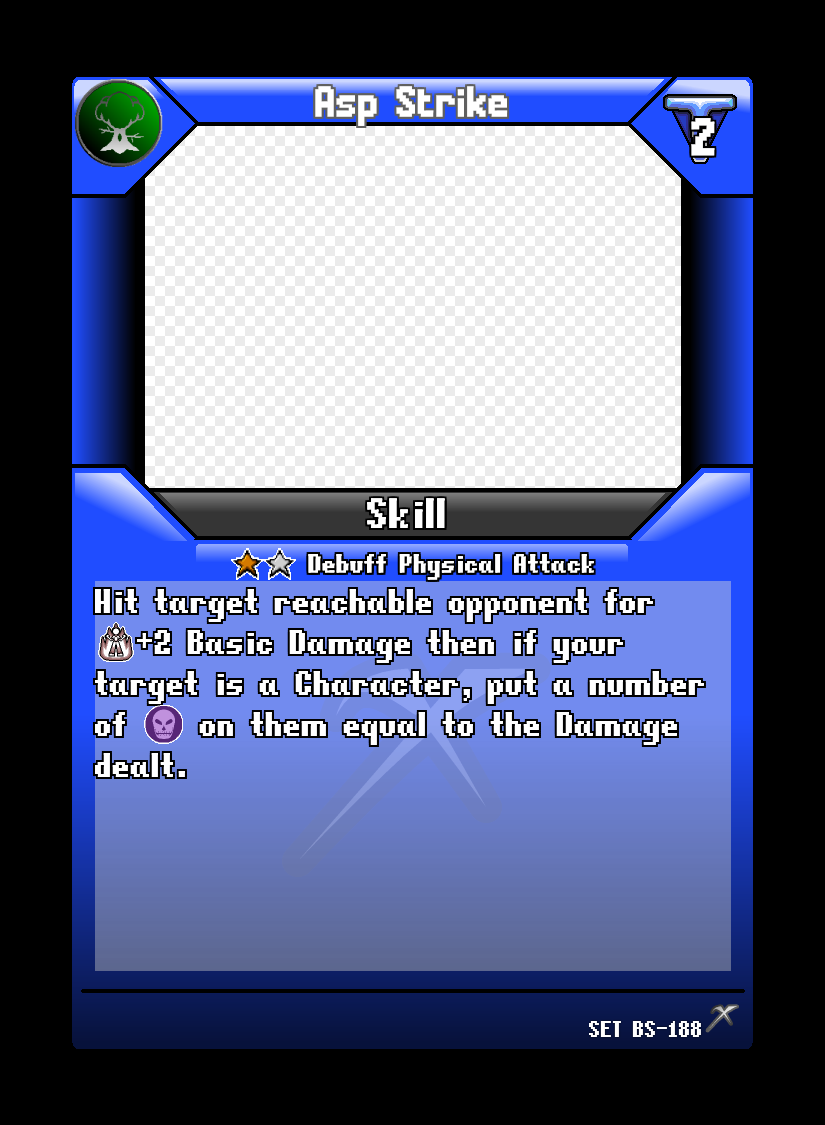 Asp Strike
2
Skill
Debuff Physical Attack
Hit target reachable opponent for
A+2 Basic Damage then if your
target is a Character, put a number
of on them equal to the Damage
dealt.
SET BS-188